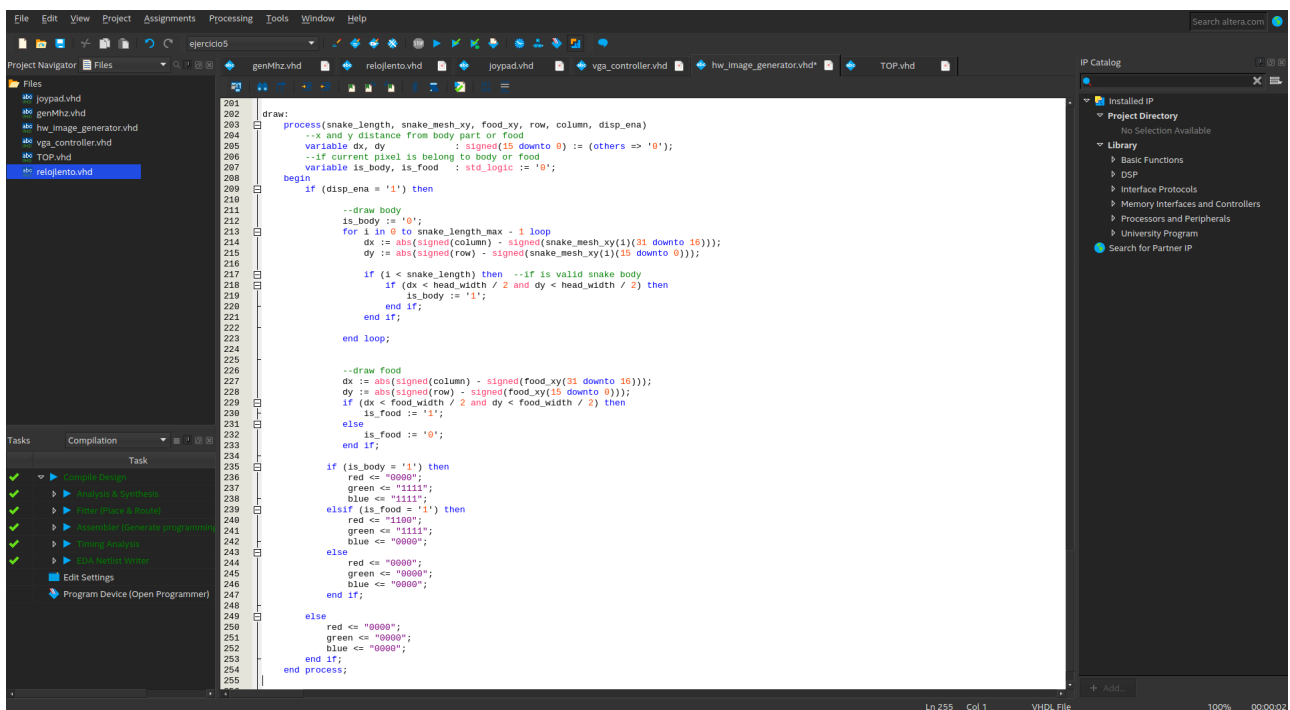 File Edit View Project Assignments Processing Tools Window Help
Search altera.com
ejercicio5
Project Navigator Files
genMhz.vhd relojlento.vhd joypad.vhd vga_controller.vhd hw_image_generator.vhd* TOP.vhd
IP Catalog
Files
joypad.vhd
genMhz.vhd
hw_image_generator.vhd
vga_controller.vhd
TOP.vhd
relojlento.vhd
Tasks Compilation
Task
Compile Design
Analysis & Synthesis
Fitter (Place & Route)
Assembler (Generate programming
Timing Analysis
EDA Netlist Writer
Edit Settings
Program Device (Open Programmer)
201
202 draw:
203 process(snake_length, snake_mesh_xy, food_xy, row, column, disp_ena)
204 --x and y distance from body part or food
205 variable dx, dy : signed(15 downto 0) := (others => '0');
206 --if current pixel is belong to body or food
207 variable is_body, is_food : std_logic := '0';
208 begin
209 if (disp_ena = '1') then
210
211 --draw body
212 is_body := '0';
213 for i in 0 to snake_length_max - 1 loop
214 dx := abs(signed(column) - signed(snake_mesh_xy(i)(31 downto 16)));
215 dy := abs(signed(row) - signed(snake_mesh_xy(i)(15 downto 0)));
216
217 if (i < snake_length) then --if is valid snake body
218 if (dx < head_width / 2 and dy < head_width / 2) then
219 is_body := '1';
220 end if;
221 end if;
222
223 end loop;
224
225
226 --draw food
227 dx := abs(signed(column) - signed(food_xy(31 downto 16)));
228 dy := abs(signed(row) - signed(food_xy(15 downto 0)));
229 if (dx < food_width / 2 and dy < food_width / 2) then
230 is_food := '1';
231 else
232 is_food := '0';
233 end if;
234
235 if (is_body = '1') then
236 red <= "0000";
237 green <= "1111";
238 blue <= "1111";
239 elsif (is_food = '1') then
240 red <= "1100";
241 green <= "1111";
242 blue <= "0000";
243 else
244 red <= "0000";
245 green <= "0000";
246 blue <= "0000";
247 end if;
248
249 else
250 red <= "0000";
251 green <= "0000";
252 blue <= "0000";
253 end if;
254 end process;
255
Installed IP
Project Directory
No Selection Available
Library
Basic Functions
DSP
Interface Protocols
Memory Interfaces and Controllers
Processors and Peripherals
University Program
Search for Partner IP
+ Add...
Ln 255 Col 1 VHDL File 100% 00:00:02